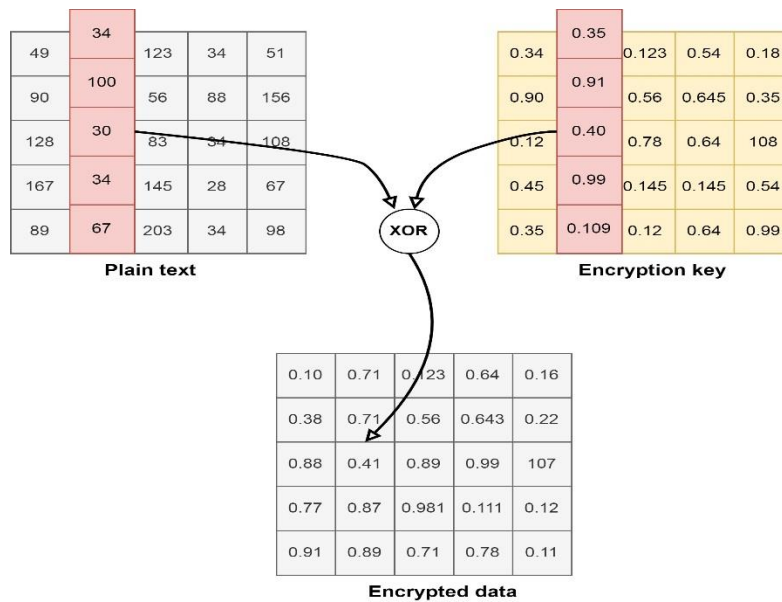 49 34 123 34 51
90 100 56 88 156
128 30 83 34 108
167 34 145 28 67
89 67 203 34 98
Plain text
0.34 0.35 0.123 0.54 0.18
0.90 0.91 0.56 0.645 0.35
0.12 0.40 0.78 0.64 108
0.45 0.99 0.145 0.145 0.54
0.35 0.109 0.12 0.64 0.99
Encryption key
XOR
0.10 0.71 0.123 0.64 0.16
0.38 0.71 0.56 0.643 0.22
0.88 0.41 0.89 0.99 107
0.77 0.87 0.981 0.111 0.12
0.91 0.89 0.71 0.78 0.11
Encrypted data